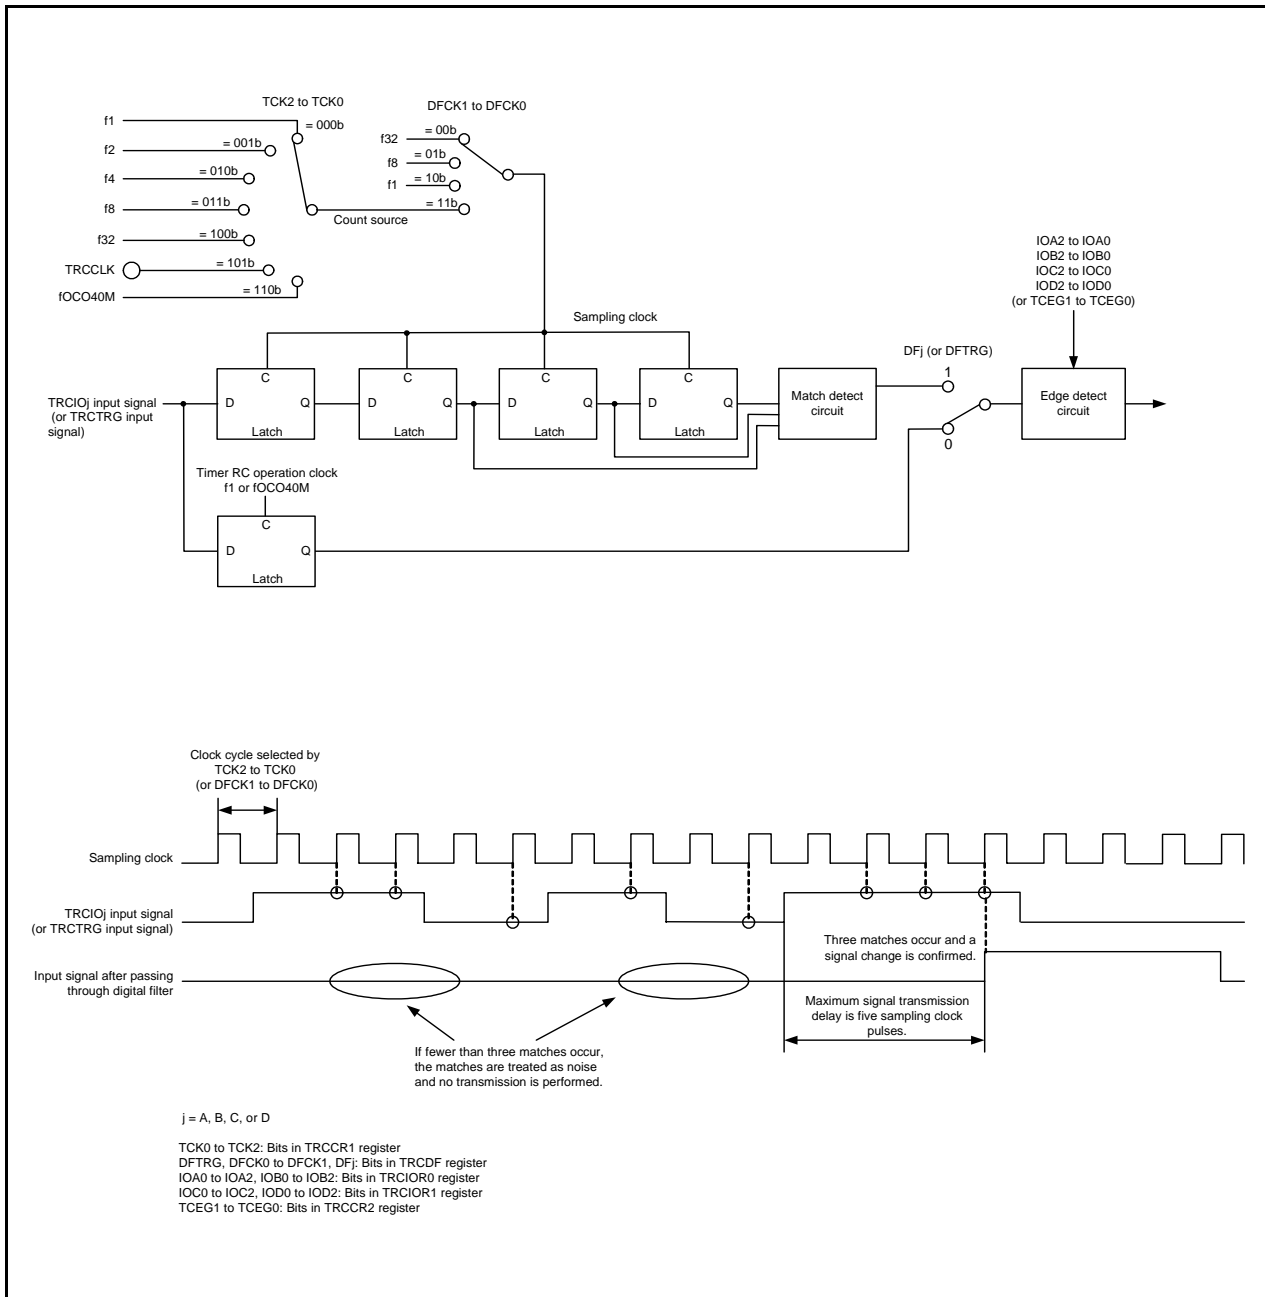 TCK2 to TCK0
DFCK1 to DFCK0
f1
= 000b
f2
= 001b
f4
= 010b
f8
= 011b
f32
= 100b
TRCCLK
= 101b
fOCO40M
= 110b
Count source
f32
= 00b
f8
= 01b
f1
= 10b
= 11b
IOA2 to IOA0
IOB2 to IOB0
IOC2 to IOC0
IOD2 to IOD0
(or TCEG1 to TCEG0)
Sampling clock
DFj (or DFTRG)
1
0
TRCIOj input signal
(or TRCTRG input
signal)
C
D
Q
Latch
C
D
Q
Latch
C
D
Q
Latch
C
D
Q
Latch
Match detect
circuit
Edge detect
circuit
Timer RC operation clock
f1 or fOCO40M
C
D
Q
Latch
Clock cycle selected by
TCK2 to TCK0
(or DFCK1 to DFCK0)
Sampling clock
TRCIOj input signal
(or TRCTRG input signal)
Three matches occur and a
signal change is confirmed.
Input signal after passing
through digital filter
Maximum signal transmission
delay is five sampling clock
pulses.
If fewer than three matches occur,
the matches are treated as noise
and no transmission is performed.
j = A, B, C, or D
TCK0 to TCK2: Bits in TRCCR1 register
DFTRG, DFCK0 to DFCK1, DFj: Bits in TRCDF register
IOA0 to IOA2, IOB0 to IOB2: Bits in TRCIOR0 register
IOC0 to IOC2, IOD0 to IOD2: Bits in TRCIOR1 register
TCEG1 to TCEG0: Bits in TRCCR2 register